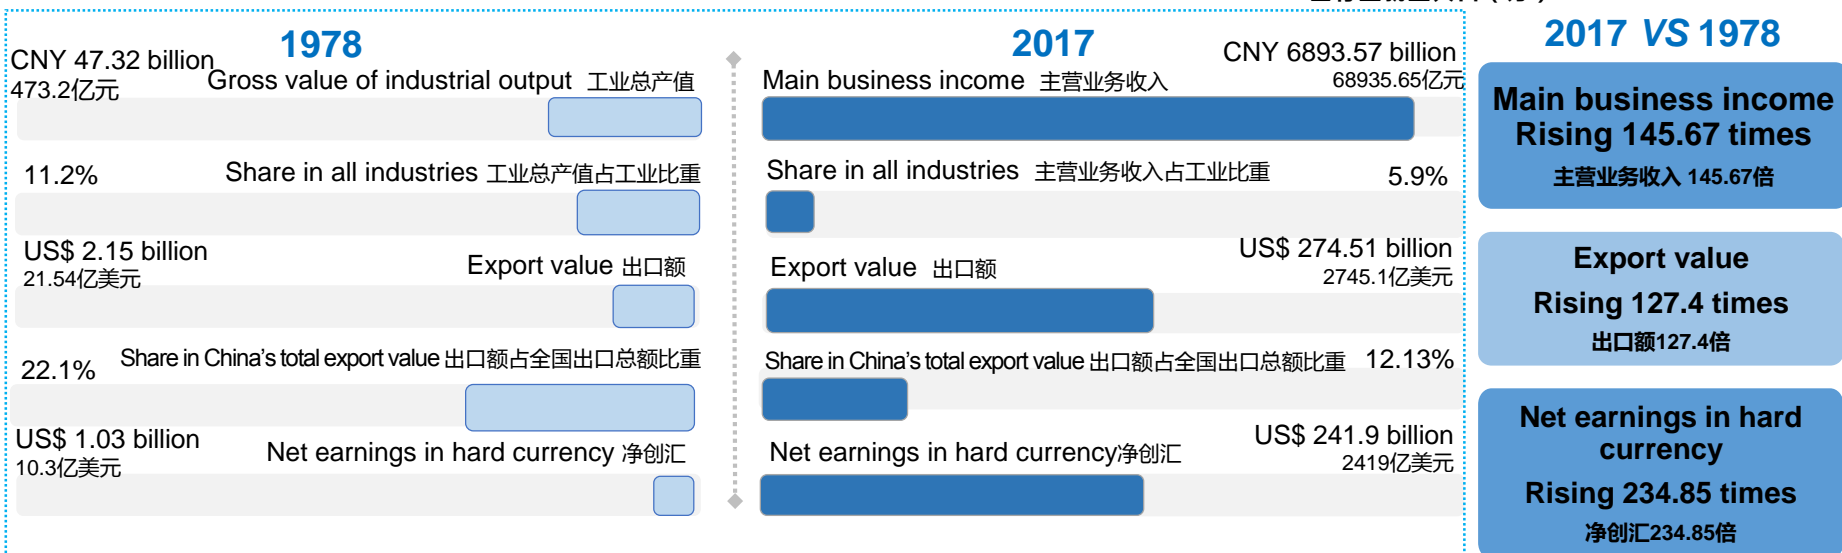 1978
CNY 47.32 billion
473.2亿元
Gross value of industrial output 工业总产值
11.2%
Share in all industries 工业总产值占工业比重
US$ 2.15 billion
21.54亿美元
Export value 出口额
22.1%
Share in China's total export value 出口额占全国出口总额比重
US$ 1.03 billion
10.3亿美元
Net earnings in hard currency 净创汇
2017
CNY 6893.57 billion
68935.65亿元
Main business income 主营业务收入
Share in all industries 主营业务收入占工业比重
5.9%
US$ 274.51 billion
2745.1亿美元
Export value 出口额
Share in China's total export value 出口额占全国出口总额比重 12.13%
US$ 241.9 billion
2419亿美元
Net earnings in hard currency净创汇
2017 VS 1978
Main business income
Rising 145.67 times
主营业务收入 145.67倍
Export value
Rising 127.4 times
出口额127.4倍
Net earnings in hard
currency
Rising 234.85 times
净创汇234.85倍